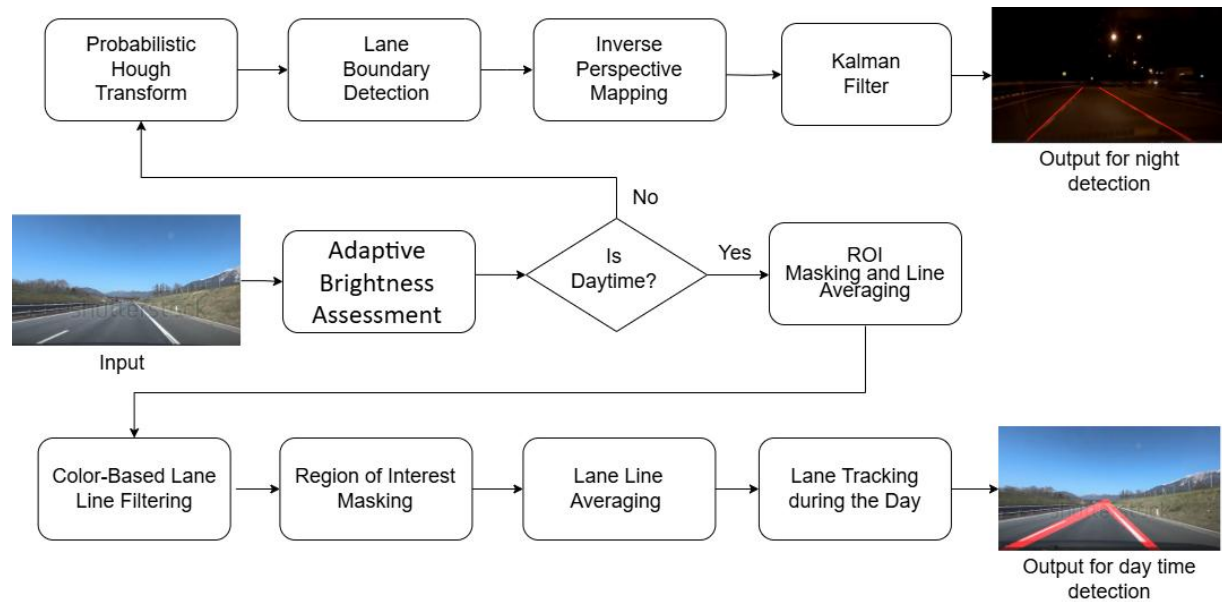 Probabilistic
Hough
Transform
Lane
Boundary
Detection
Inverse
Perspective
Mapping
Kalman
Filter
Output for night
detection
No
Input
Adaptive
Brightness
Assessment
Is
Daytime?
Yes
ROI
Masking and Line
Averaging
Color-Based Lane
Line Filtering
Region of Interest
Masking
Lane Line
Averaging
Lane Tracking
during the Day
Output for day time
detection